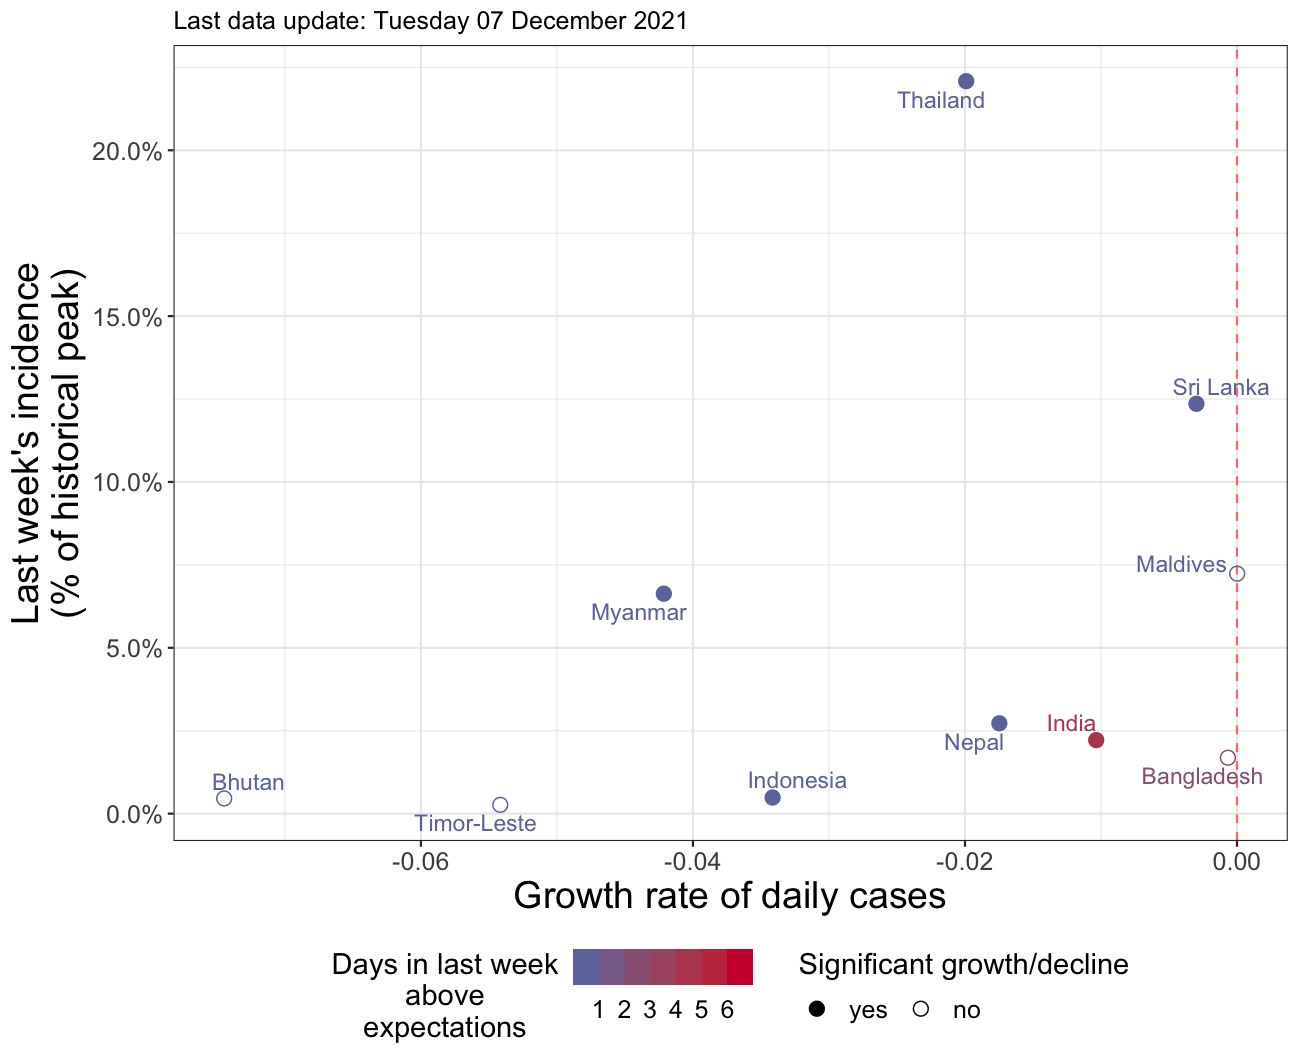 Last data update: Tuesday 07 December 2021
Last week's incidence
(% of historical peak)
20.0%
15.0%
10.0%
5.0%
0.0%
Thailand
Sri Lanka
Maldives
Myanmar
India
Nepal
Bangladesh
Indonesia
Bhutan
Timor-Leste
-0.06
-0.04
-0.02
0.00
Growth rate of daily cases
Days in last week
above
expectations
1 2 3 4 5 6
Significant growth/decline
yes
no